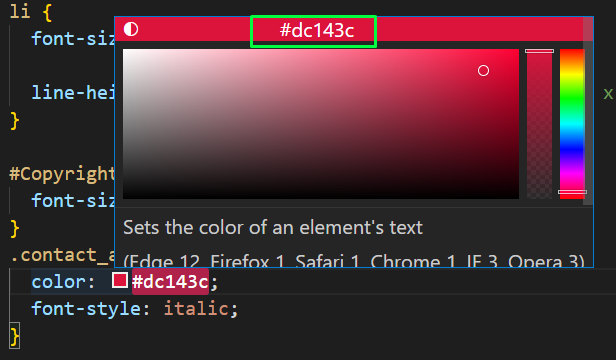 li {
#dc143c
font-siz
line-hei
x
}
#Copyright
font-siz
}
Sets the color of an element's text
.contact_a
(Edge 12, Firefox 1, Safari 1, Chrome 1, IE 3, Opera 3)
color: #dc143c;
font-style: italic;
}